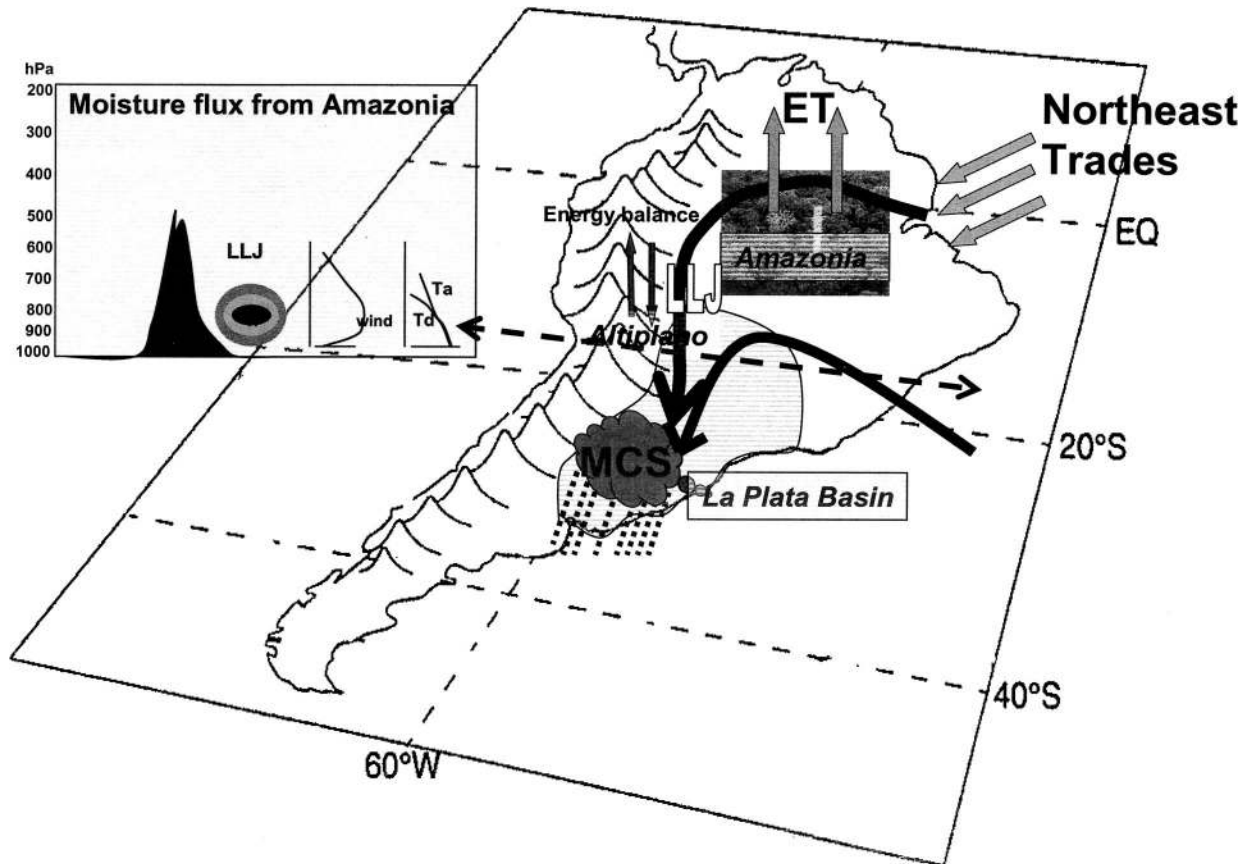 hPa
200
300
400
500
600
700
800
900
1000
Moisture flux from Amazonia
LLJ
wind
Ta
Td
ET
Northeast
Trades
EQ
Energy balance
Amazonia
LLJ
Altiplano
MCS
La Plata Basin
20°S
40°S
60°W